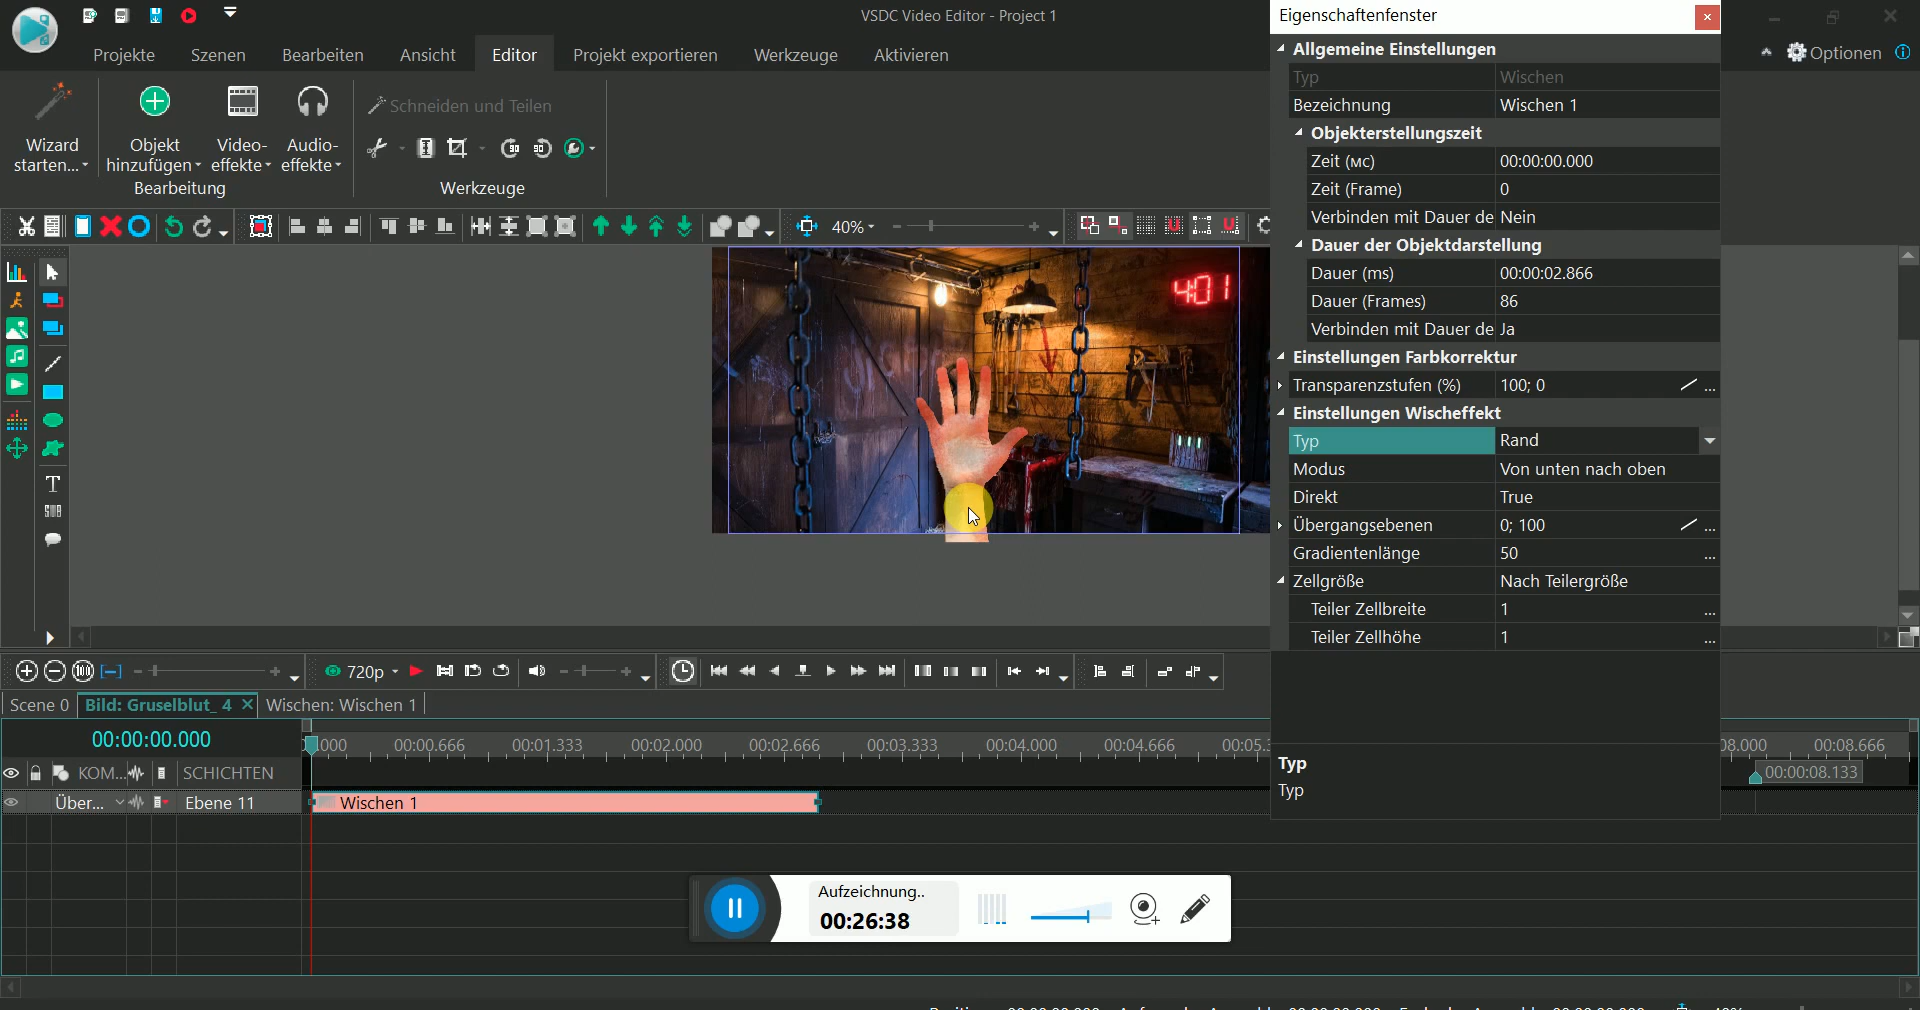 VSDC Video Editor - Project 1
Projekte Szenen Bearbeiten Ansicht Editor Projekt exportieren Werkzeuge Aktivieren
Optionen
Wizard starten...
Objekt hinzufügen
Video-effekte
Audio-effekte
Bearbeitung
Schneiden und Teilen
Werkzeuge
40%
4:01
Eigenschaftenfenster
Allgemeine Einstellungen
Typ Wischen
Bezeichnung Wischen 1
Objekterstellungszeit
Zeit (мс) 00:00:00.000
Zeit (Frame) 0
Verbinden mit Dauer de Nein
Dauer der Objektdarstellung
Dauer (ms) 00:00:02.866
Dauer (Frames) 86
Verbinden mit Dauer de Ja
Einstellungen Farbkorrektur
Transparenzstufen (%) 100; 0 ...
Einstellungen Wischeffekt
Typ Rand
Modus Von unten nach oben
Direkt True
Übergangsebenen 0; 100 ...
Gradientenlänge 50 ...
Zellgröße Nach Teilergröße
Teiler Zellbreite 1 ...
Teiler Zellhöhe 1 ...
Typ
Typ
720p
Scene 0 Bild: Gruselblut_ 4 Wischen: Wischen 1
00:00:00.000
000 00:00.666 00:01.333 00:02.000 00:02.666 00:03.333 00:04.000 00:04.666 00:05.: 08.000 00:08.666
KOM... SCHICHTEN
00:00:08.133
Über... Ebene 11 Wischen 1
Aufzeichnung..
00:26:38